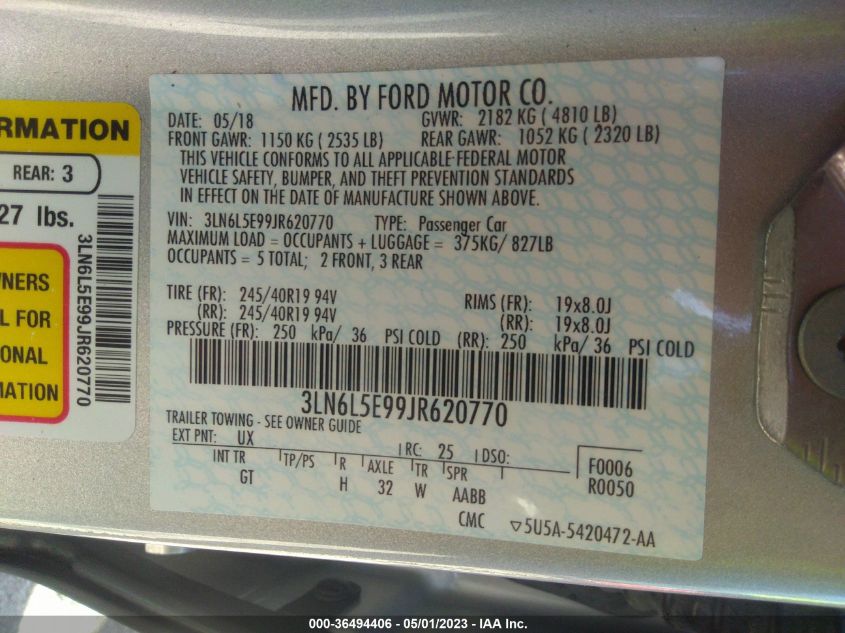 RMATION
REAR: 3
27 lbs.
3LN6L5E99JR620770
NERS
L FOR
IONAL
MATION
MFD. BY FORD MOTOR CO.
DATE: 05/18 GVWR: 2182 KG ( 4810 LB)
FRONT GAWR: 1150 KG ( 2535 LB) REAR GAWR: 1052 KG ( 2320 LB)
THIS VEHICLE CONFORMS TO ALL APPLICABLE FEDERAL MOTOR
VEHICLE SAFETY, BUMPER, AND THEFT PREVENTION STANDARDS
IN EFFECT ON THE DATE OF MANUFACTURE SHOWN ABOVE.
VIN: 3LN6L5E99JR620770 TYPE: Passenger Car
MAXIMUM LOAD = OCCUPANTS + LUGGAGE = 375KG/ 827LB
OCCUPANTS = 5 TOTAL; 2 FRONT, 3 REAR
TIRE (FR): 245/40R19 94V RIMS (FR): 19x8.0J
(RR): 245/40R19 94V (RR): 19x8.0J
PRESSURE (FR): 250 kPa/ 36 PSI COLD (RR): 250 kPa/ 36 PSI COLD
3LN6L5E99JR620770
TRAILER TOWING - SEE OWNER GUIDE
EXT PNT: UX RC: 25 DSO: F0006
INT TR TP/PS R AXLE TR SPR R0050
GT H 32 W AABB
CMC ▽5U5A-5420472-AA
000-36494406 - 05/01/2023 - IAA Inc.